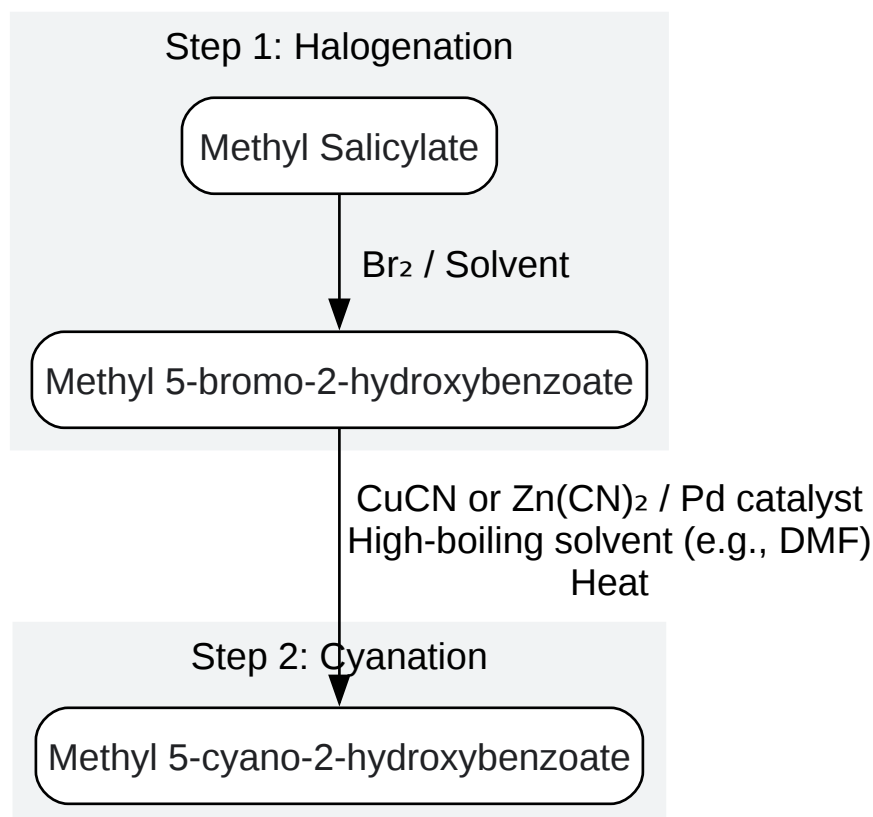 Step 1: Halogenation
Methyl Salicylate
Br₂ / Solvent
Methyl 5-bromo-2-hydroxybenzoate
CuCN or Zn(CN)₂ / Pd catalyst
High-boiling solvent (e.g., DMF)
Heat
Step 2: Cyanation
Methyl 5-cyano-2-hydroxybenzoate